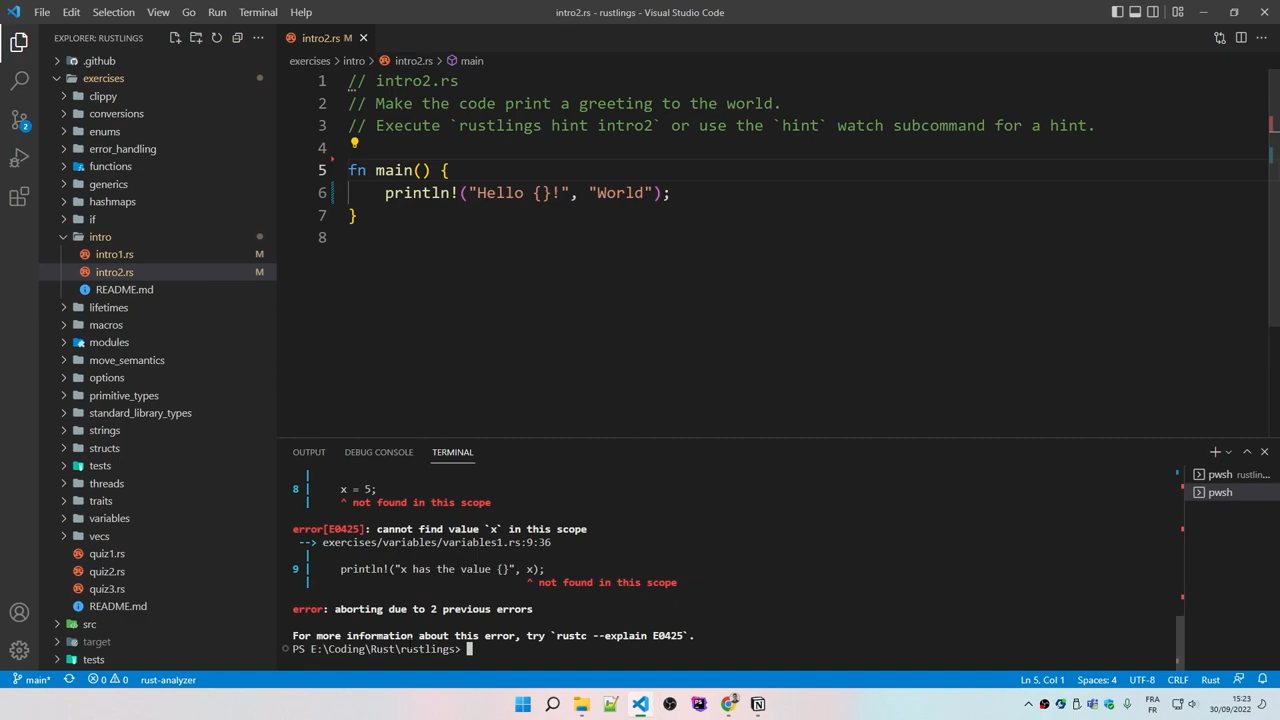 File Edit Selection View Go Run Terminal Help
intro2.rs - rustlings - Visual Studio Code
EXPLORER: RUSTLINGS
.github
exercises
clippy
conversions
enums
error_handling
functions
generics
hashmaps
if
intro
intro1.rs M
intro2.rs M
README.md
lifetimes
macros
modules
move_semantics
options
primitive_types
standard_library_types
strings
structs
tests
threads
traits
variables
vecs
quiz1.rs
quiz2.rs
quiz3.rs
README.md
src
target
tests
2
intro2.rs M
exercises > intro > intro2.rs > main
1 // intro2.rs
2 // Make the code print a greeting to the world.
3 // Execute `rustlings hint intro2` or use the `hint` watch subcommand for a hint.
4
5 fn main() {
6 println!("Hello {}!", "World");
7 }
8
OUTPUT DEBUG CONSOLE TERMINAL
|
8 | x = 5;
| ^ not found in this scope
error[E0425]: cannot find value `x` in this scope
--> exercises/variables/variables1.rs:9:36
|
9 | println!("x has the value {}", x);
| ^ not found in this scope
error: aborting due to 2 previous errors
For more information about this error, try `rustc --explain E0425`.
PS E:\Coding\Rust\rustlings>
pwsh rustlin...
pwsh
main* 0 0 rust-analyzer
Ln 5, Col 1 Spaces: 4 UTF-8 CRLF Rust
FRA
FR
15:23
30/09/2022